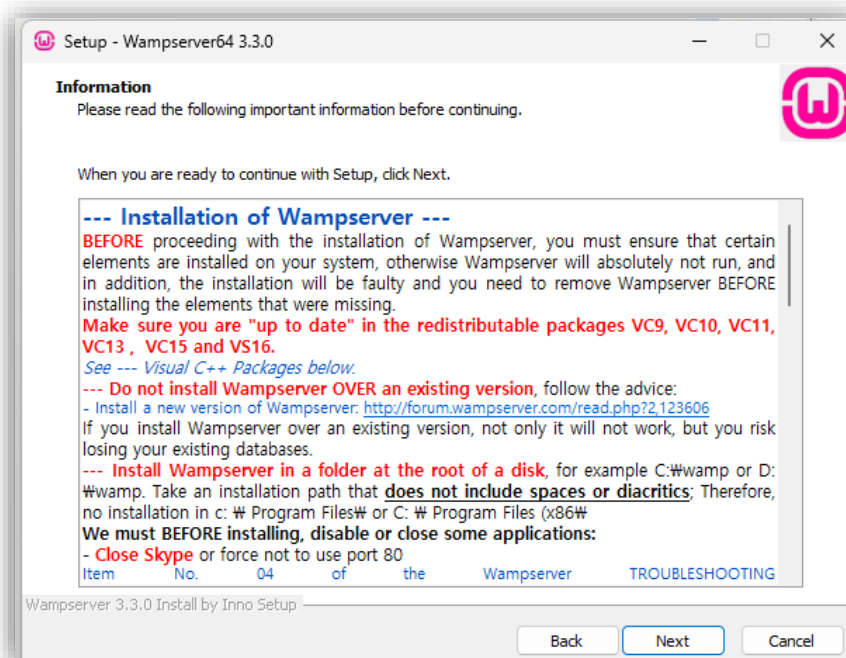 Setup - Wampserver64 3.3.0
Information
Please read the following important information before continuing.
When you are ready to continue with Setup, click Next.
--- Installation of Wampserver ---
BEFORE proceeding with the installation of Wampserver, you must ensure that certain
elements are installed on your system, otherwise Wampserver will absolutely not run, and
in addition, the installation will be faulty and you need to remove Wampserver BEFORE
installing the elements that were missing.
Make sure you are "up to date" in the redistributable packages VC9, VC10, VC11,
VC13 , VC15 and VS16.
See --- Visual C++ Packages below.
--- Do not install Wampserver OVER an existing version, follow the advice:
- Install a new version of Wampserver: http://forum.wampserver.com/read.php?2,123606
If you install Wampserver over an existing version, not only it will not work, but you risk
losing your existing databases.
--- Install Wampserver in a folder at the root of a disk, for example C:₩wamp or D:
₩wamp. Take an installation path that does not include spaces or diacritics; Therefore,
no installation in c: ₩ Program Files₩ or C: ₩ Program Files (x86₩
We must BEFORE installing, disable or close some applications:
- Close Skype or force not to use port 80
Item No. 04 of the Wampserver TROUBLESHOOTING
Wampserver 3.3.0 Install by Inno Setup
Back
Next
Cancel